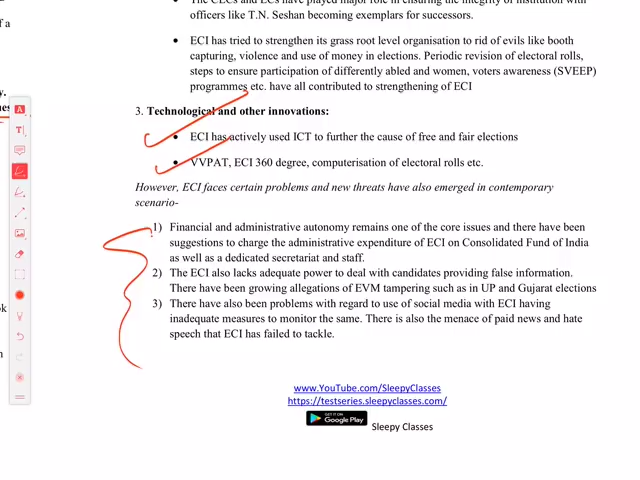 The CECs and ECs have played major role in ensuring the integrity of institution with
officers like T.N. Seshan becoming exemplars for successors.
f a
ECI has tried to strengthen its grass root level organisation to rid of evils like booth
capturing, violence and use of money in elections. Periodic revision of electoral rolls,
steps to ensure participation of differently abled and women, voters awareness (SVEEP)
programmes etc. have all contributed to strengthening of ECI
y.
ues
3. Technological and other innovations:
ECI has actively used ICT to further the cause of free and fair elections
VVPAT, ECI 360 degree, computerisation of electoral rolls etc.
However, ECI faces certain problems and new threats have also emerged in contemporary
scenario-
1) Financial and administrative autonomy remains one of the core issues and there have been
suggestions to charge the administrative expenditure of ECI on Consolidated Fund of India
as well as a dedicated secretariat and staff.
2) The ECI also lacks adequate power to deal with candidates providing false information.
There have been growing allegations of EVM tampering such as in UP and Gujarat elections
3) There have also been problems with regard to use of social media with ECI having
inadequate measures to monitor the same. There is also the menace of paid news and hate
speech that ECI has failed to tackle.
ok
n
www.YouTube.com/SleepyClasses
https://testseries.sleepyclasses.com/
GET IT ON
Google Play
Sleepy Classes